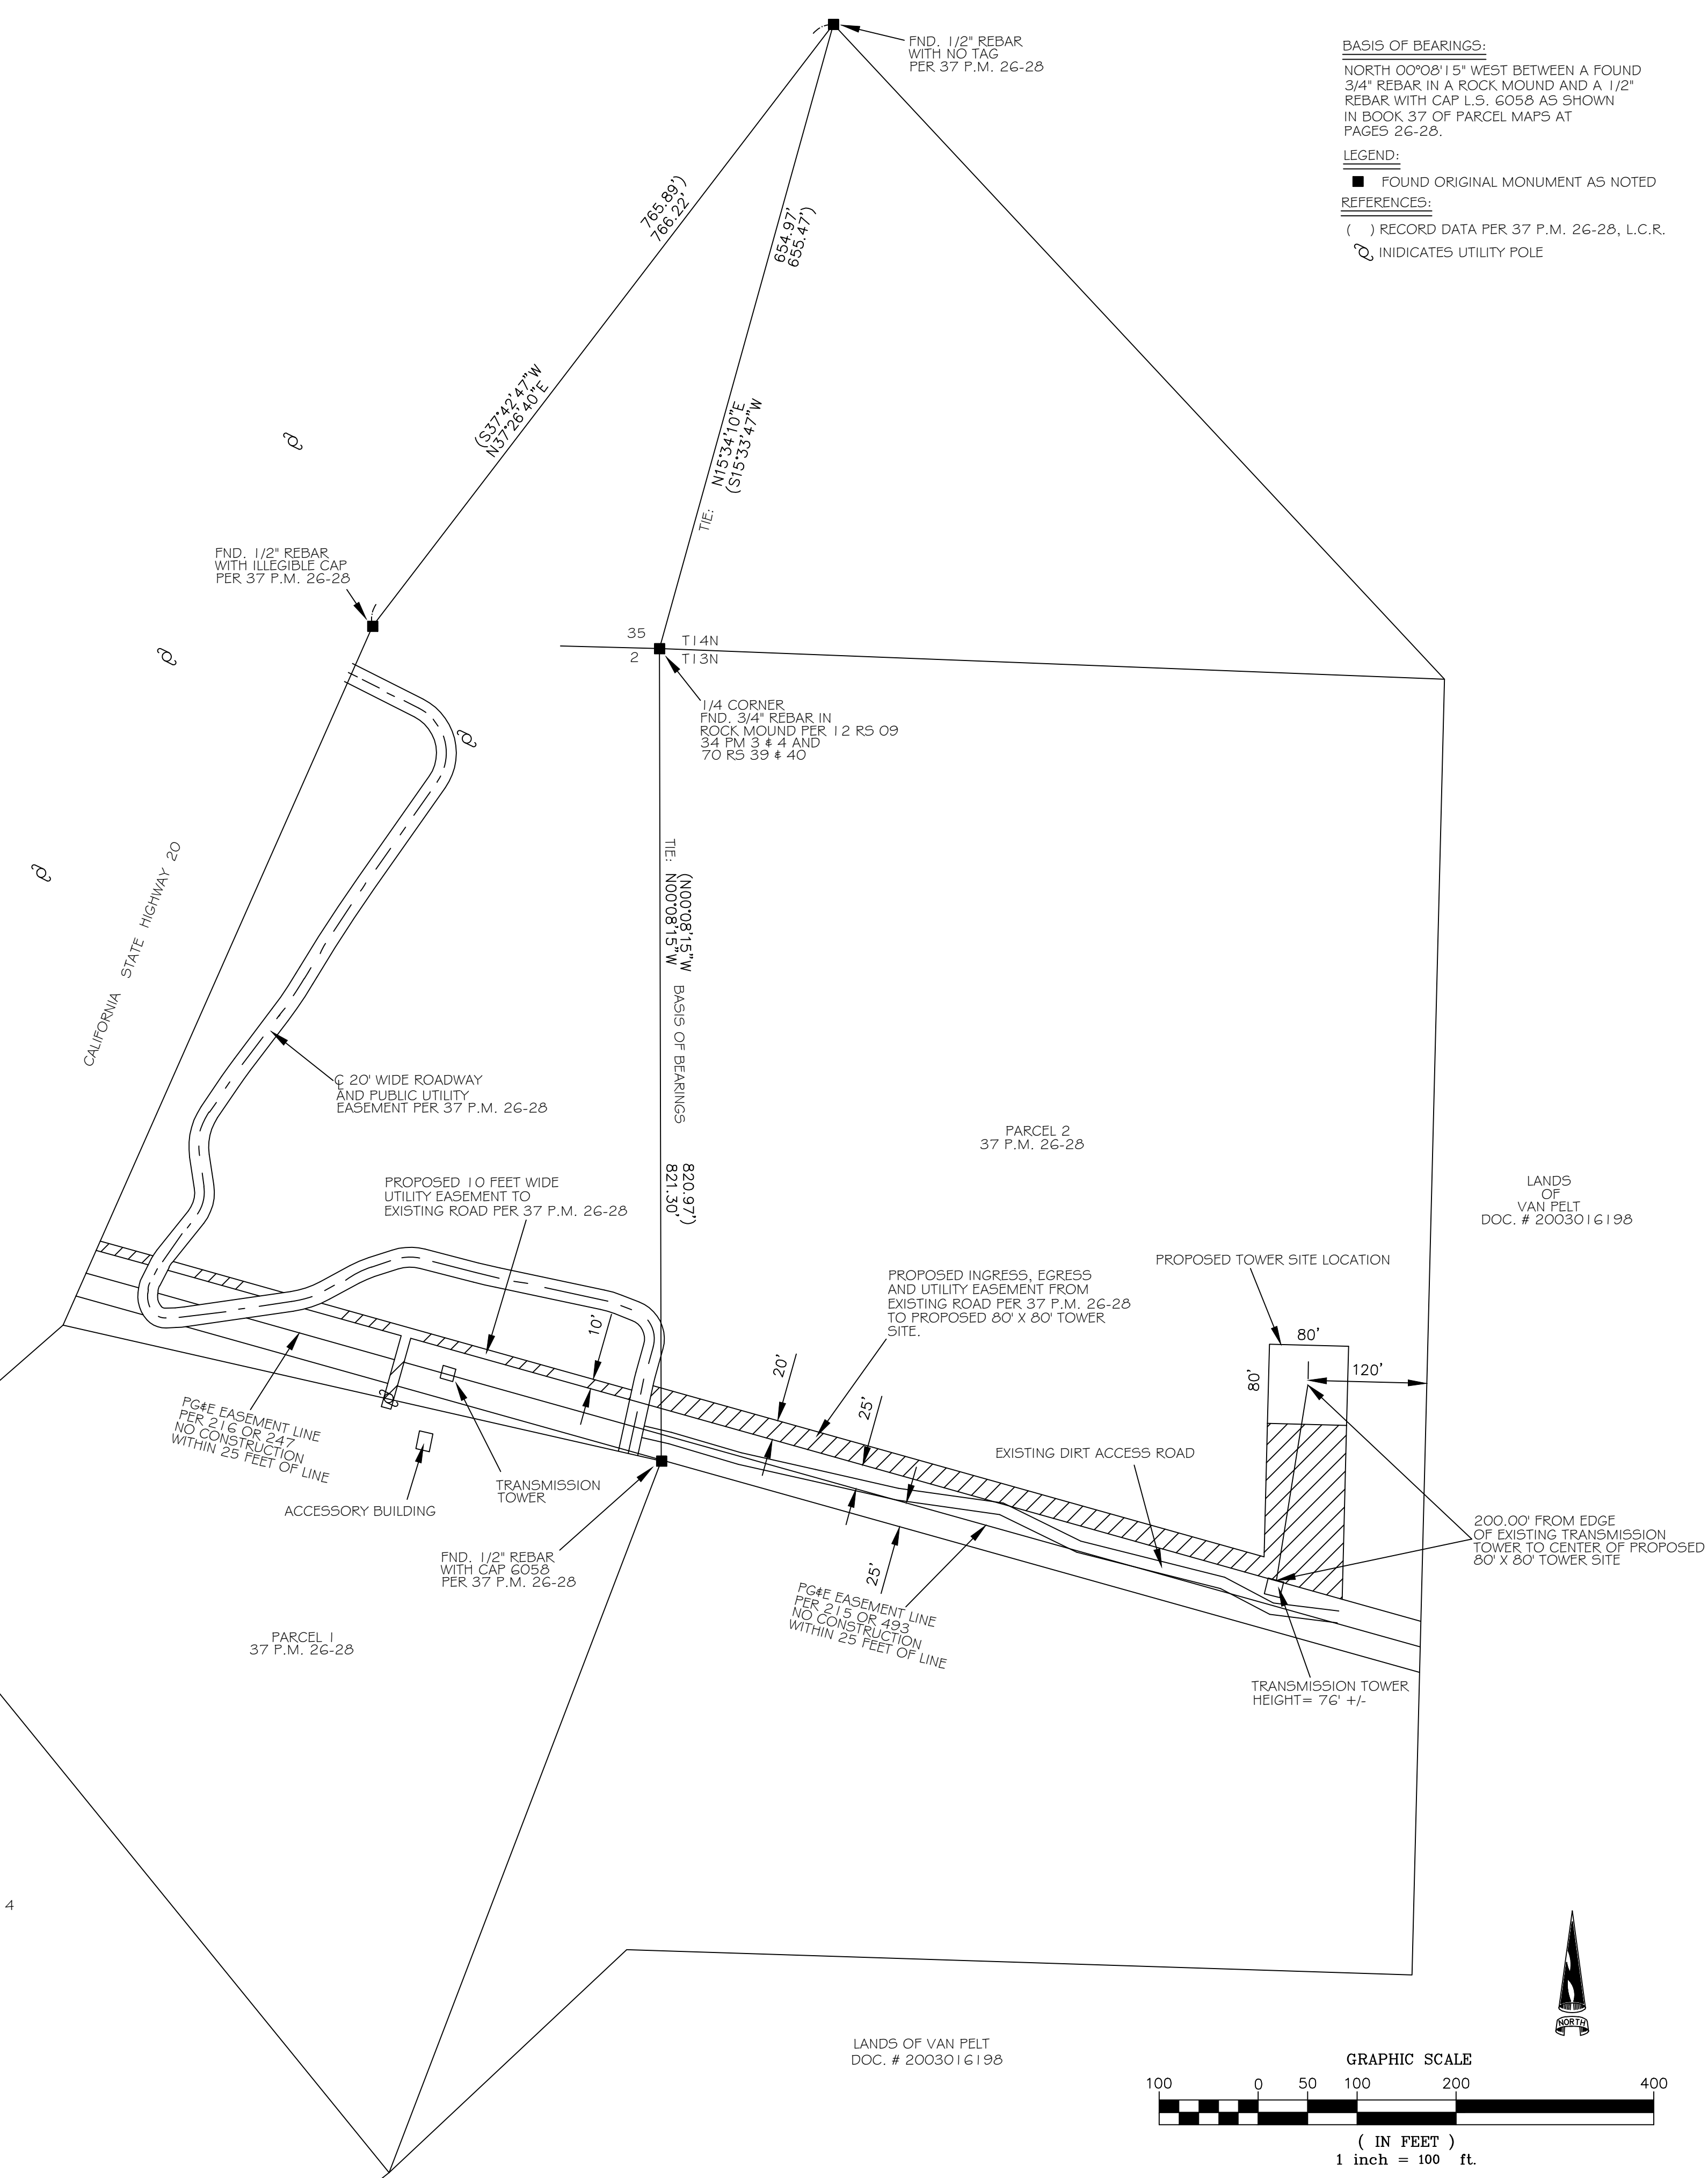 FND. 1/2" REBAR
WITH NO TAG
PER 37 P.M. 26-28
BASIS OF BEARINGS:
NORTH 00°08'15" WEST BETWEEN A FOUND
3/4" REBAR IN A ROCK MOUND AND A 1/2"
REBAR WITH CAP L.S. 6058 AS SHOWN
IN BOOK 37 OF PARCEL MAPS AT
PAGES 26-28.
LEGEND:
FOUND ORIGINAL MONUMENT AS NOTED
REFERENCES:
( ) RECORD DATA PER 37 P.M. 26-28, L.C.R.
INIDICATES UTILITY POLE
765.89')
766.22'
654.97'
655.47')
(S37°42'47"W
N37°26'40"E
TIE: N15°34'10"E
(S15°33'47"W
FND. 1/2" REBAR
WITH ILLEGIBLE CAP
PER 37 P.M. 26-28
35
T14N
2
T13N
1/4 CORNER
FND. 3/4" REBAR IN
ROCK MOUND PER 12 RS 09
34 PM 3 & 4 AND
70 RS 39 & 40
CALIFORNIA STATE HIGHWAY 20
(N00°08'15"W
TIE: N00°08'15"W
BASIS OF BEARINGS
820.97')
821.30'
℄ 20' WIDE ROADWAY
AND PUBLIC UTILITY
EASEMENT PER 37 P.M. 26-28
PARCEL 2
37 P.M. 26-28
LANDS
OF
VAN PELT
DOC. # 2003016198
PROPOSED 10 FEET WIDE
UTILITY EASEMENT TO
EXISTING ROAD PER 37 P.M. 26-28
PROPOSED TOWER SITE LOCATION
PROPOSED INGRESS, EGRESS
AND UTILITY EASEMENT FROM
EXISTING ROAD PER 37 P.M. 26-28
TO PROPOSED 80' X 80' TOWER
SITE.
10'
20'
25'
80'
80'
120'
PG&E EASEMENT LINE
PER 216 OR 247
NO CONSTRUCTION
WITHIN 25 FEET OF LINE
TRANSMISSION
TOWER
ACCESSORY BUILDING
EXISTING DIRT ACCESS ROAD
200.00' FROM EDGE
OF EXISTING TRANSMISSION
TOWER TO CENTER OF PROPOSED
80' X 80' TOWER SITE
FND. 1/2" REBAR
WITH CAP 6058
PER 37 P.M. 26-28
25'
PG&E EASEMENT LINE
PER 215 OR 493
NO CONSTRUCTION
WITHIN 25 FEET OF LINE
PARCEL 1
37 P.M. 26-28
TRANSMISSION TOWER
HEIGHT= 76' +/-
4
NORTH
LANDS OF VAN PELT
DOC. # 2003016198
GRAPHIC SCALE
100 0 50 100 200 400
( IN FEET )
1 inch = 100 ft.